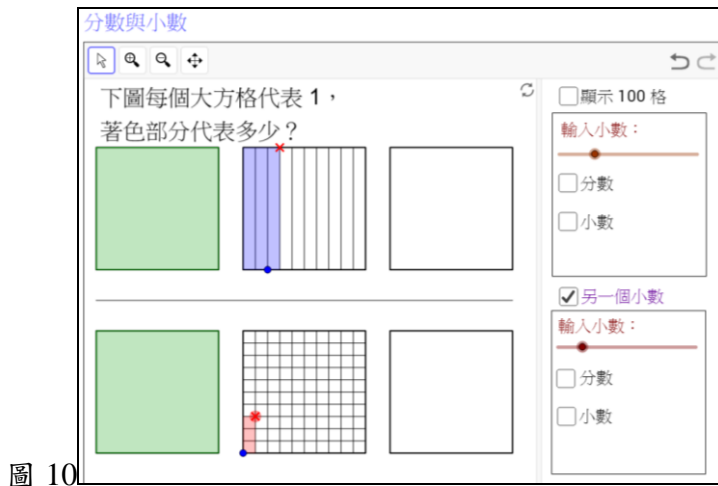 分數與小數
下圖每個大方格代表 1，
著色部分代表多少？
顯示 100 格
輸入小數：
分數
小數
另一個小數
輸入小數：
分數
小數
圖 10